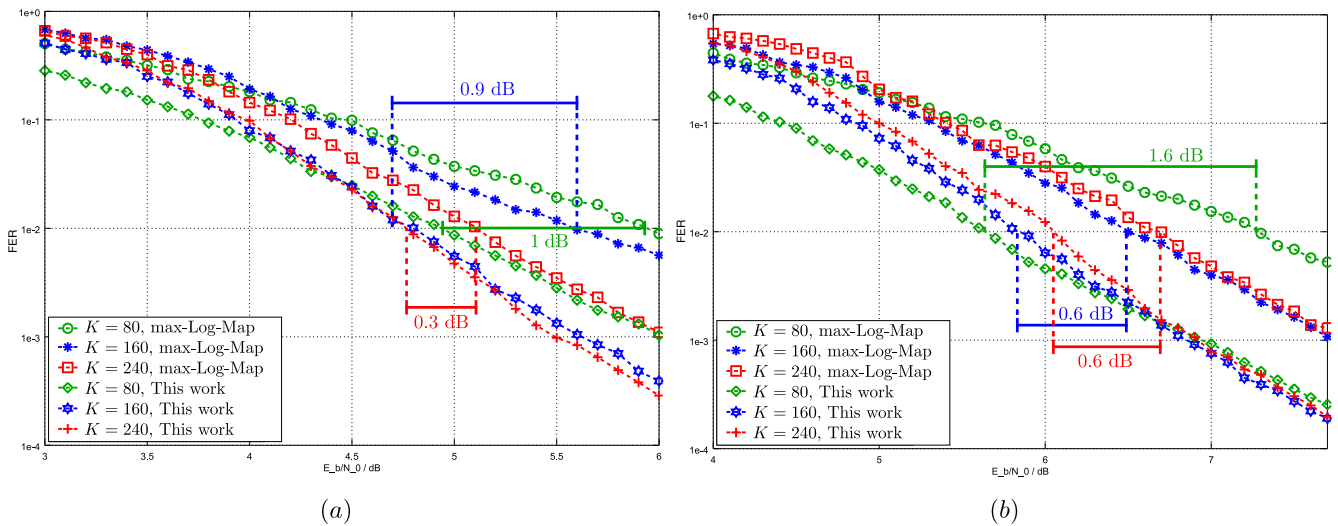 1e+0
1e-1
1e-2
1e-3
1e-4
FER
0.9 dB
1 dB
0.3 dB
K = 80, max-Log-Map
K = 160, max-Log-Map
K = 240, max-Log-Map
K = 80, This work
K = 160, This work
K = 240, This work
3 3.5 4 4.5 5 5.5 6
E_b/N_0 / dB
(a)
1e+0
1e-1
1e-2
1e-3
1e-4
FER
1.6 dB
0.6 dB
0.6 dB
K = 80, max-Log-Map
K = 160, max-Log-Map
K = 240, max-Log-Map
K = 80, This work
K = 160, This work
K = 240, This work
4 5 6 7
E_b/N_0 / dB
(b)